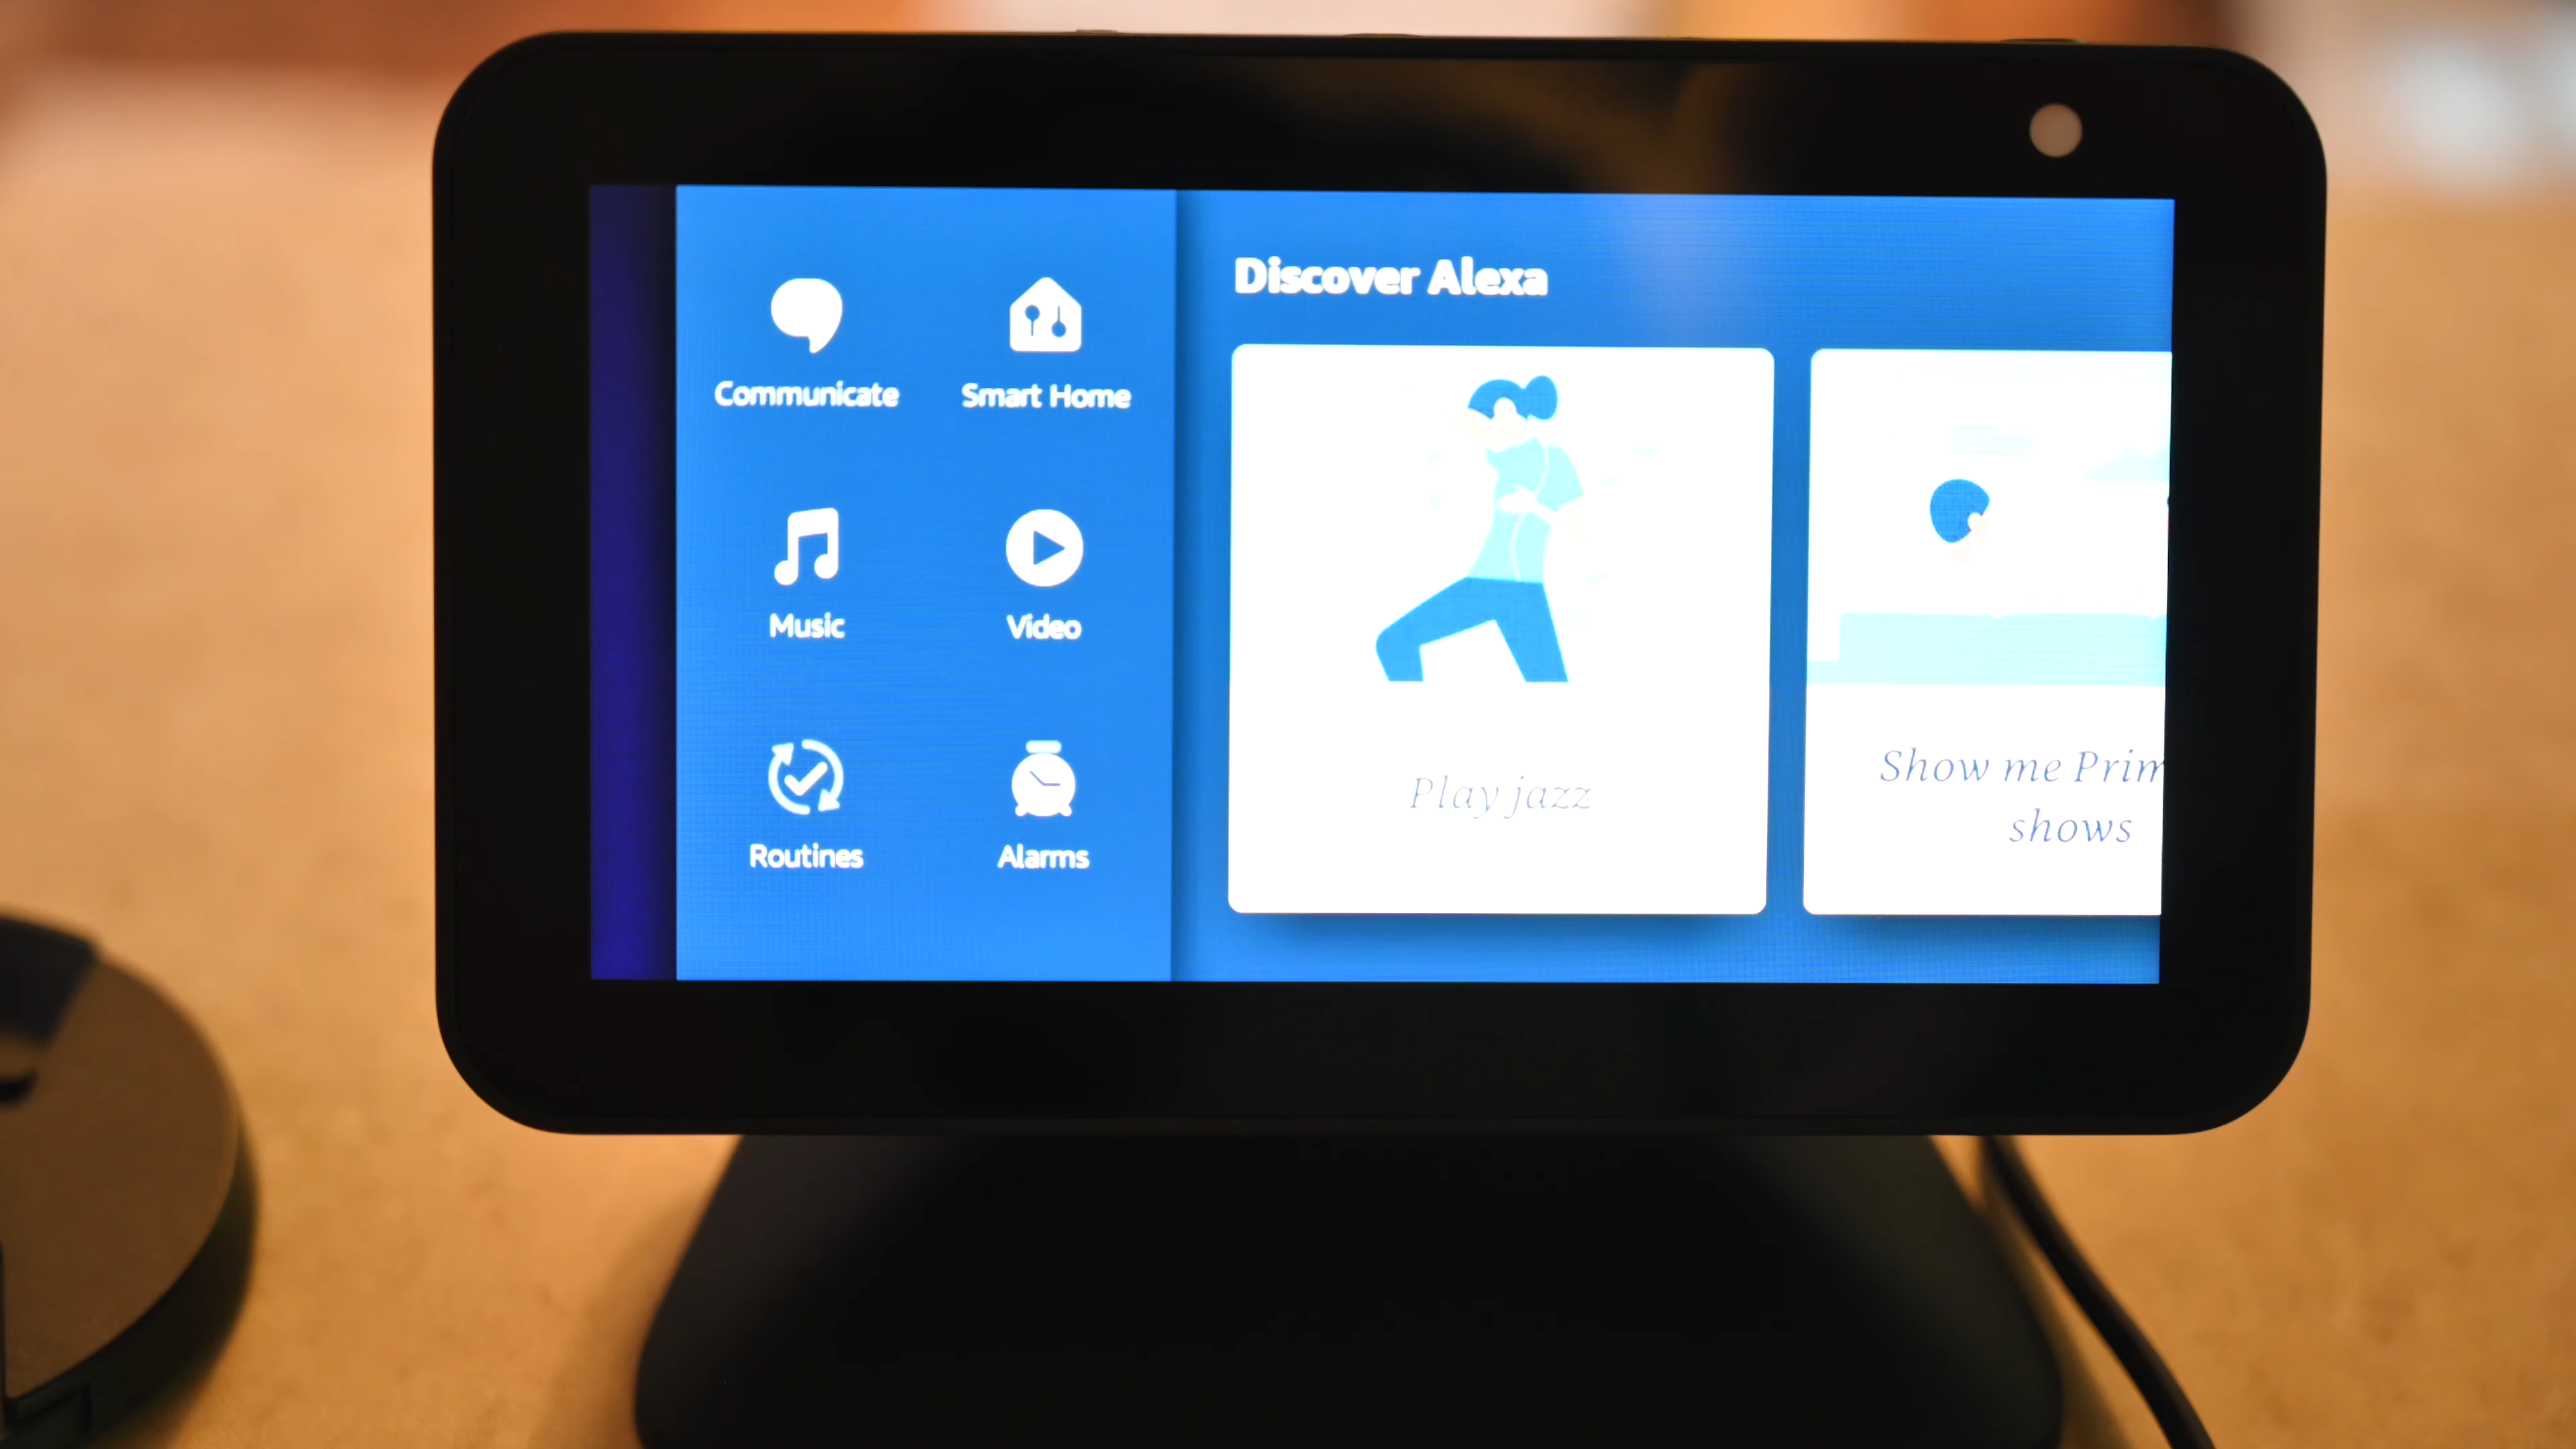 Communicate
Smart Home
Music
Video
Routines
Alarms
Discover Alexa
Play jazz
Show me Prim
shows